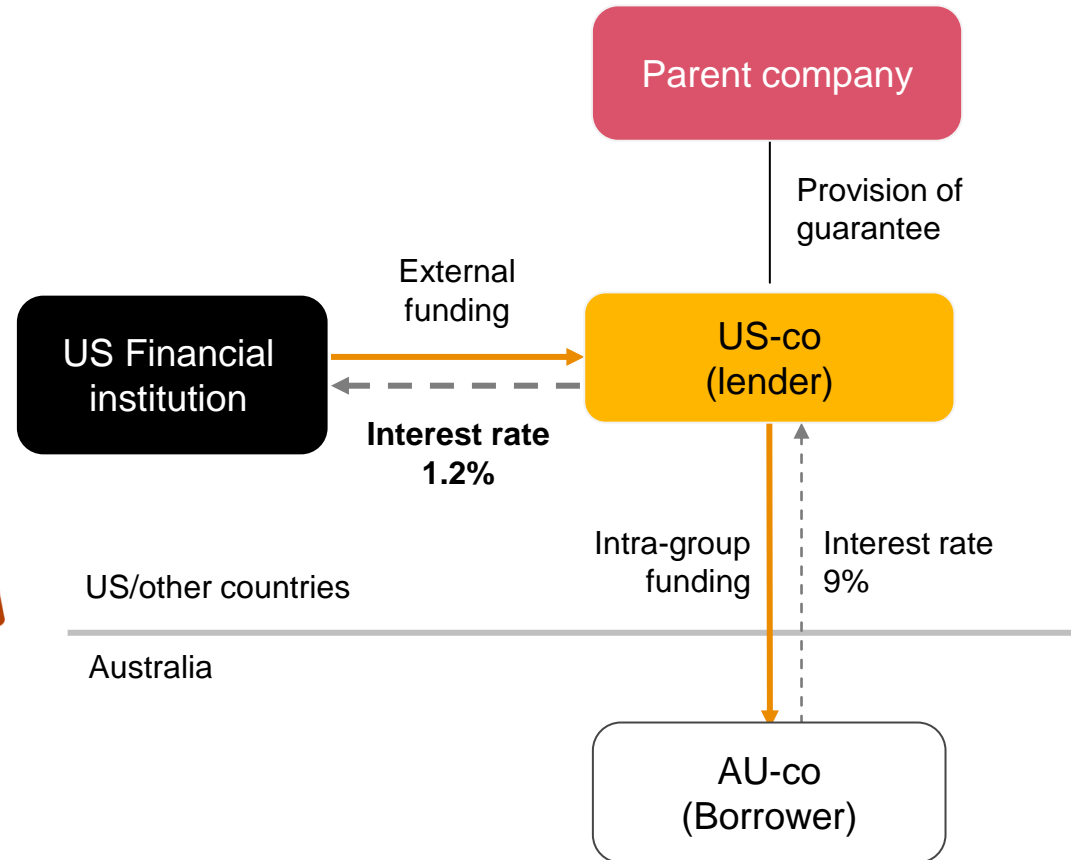 Parent company
Provision of
guarantee
External
funding
US Financial
institution
US-co
(lender)
Interest rate
1.2%
Intra-group
funding
Interest rate
9%
US/other countries
Australia
AU-co
(Borrower)